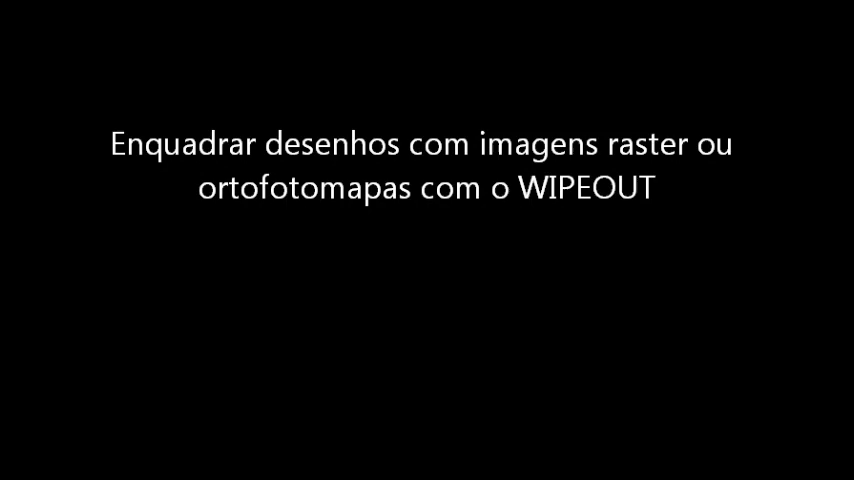 Enquadrar desenhos com imagens raster ou
ortofotomapas com o WIPEOUT